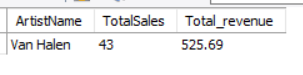 ArtistName TotalSales Total_revenue
Van Halen 43 525.69